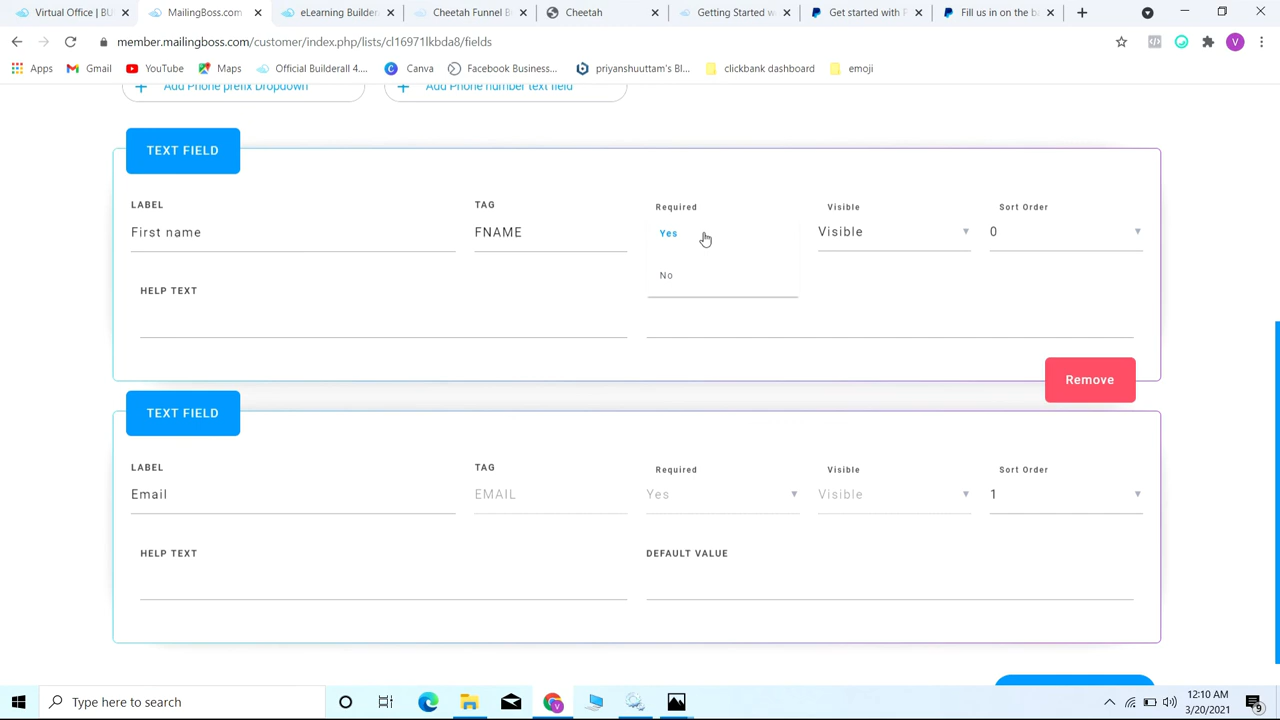 Virtual Office | BU
MailingBoss.com
eLearning Builder
Cheetah Funnel B
Cheetah
Getting Started w
Get started with P
Fill us in on the b
member.mailingboss.com/customer/index.php/lists/cl16971lkbda8/fields
V
Apps
Gmail
YouTube
Maps
Official Builderall 4....
Canva
Facebook Business...
priyanshuuttam's Bl...
clickbank dashboard
emoji
Add Phone prefix Dropdown
Add Phone number text field
TEXT FIELD
LABEL
TAG
Required
Visible
Sort Order
First name
FNAME
Yes
Visible
0
No
HELP TEXT
Remove
TEXT FIELD
LABEL
TAG
Required
Visible
Sort Order
Email
EMAIL
Yes
Visible
1
HELP TEXT
DEFAULT VALUE
Type here to search
12:10 AM
3/20/2021
9